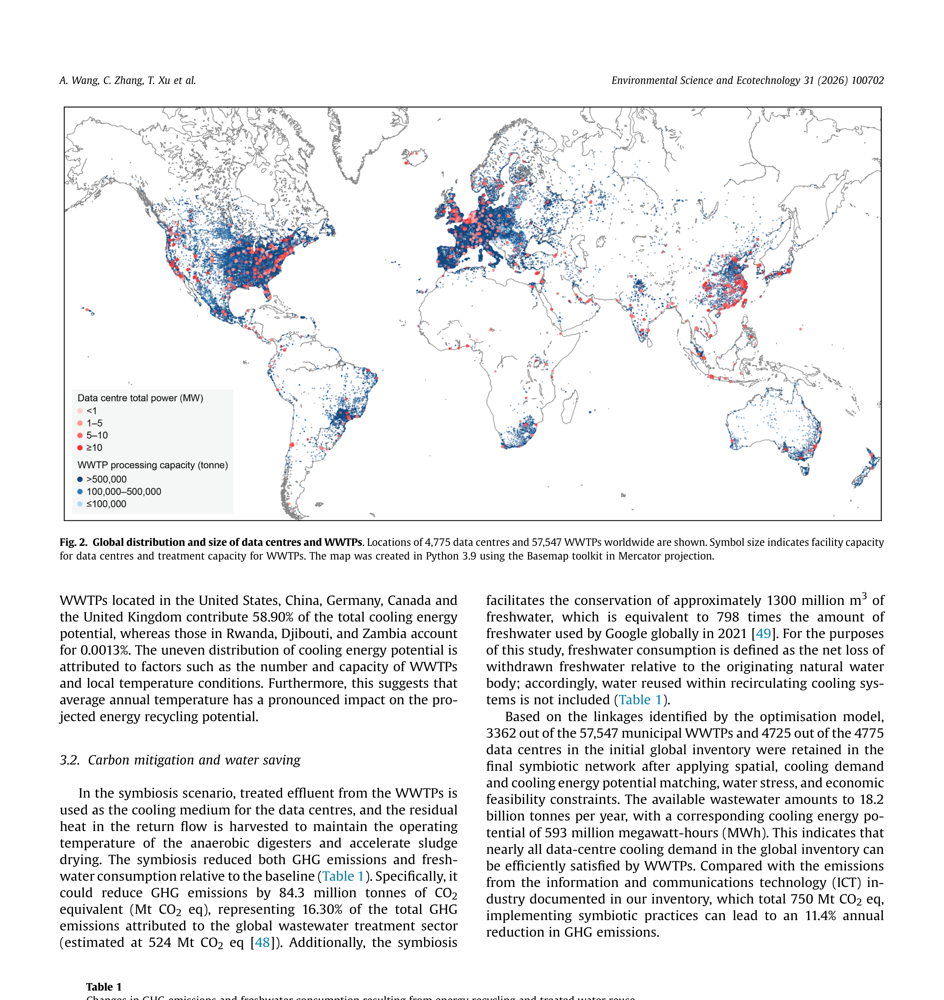 A. Wang, C. Zhang, T. Xu et al.
Environmental Science and Ecotechnology 31 (2026) 100702
Data centre total power (MW)
<1
1–5
5–10
≥10
WWTP processing capacity (tonne)
>500,000
100,000–500,000
≤100,000
Fig. 2. Global distribution and size of data centres and WWTPs. Locations of 4,775 data centres and 57,547 WWTPs worldwide are shown. Symbol size indicates facility capacity
for data centres and treatment capacity for WWTPs. The map was created in Python 3.9 using the Basemap toolkit in Mercator projection.
WWTPs located in the United States, China, Germany, Canada and
the United Kingdom contribute 58.90% of the total cooling energy
potential, whereas those in Rwanda, Djibouti, and Zambia account
for 0.0013%. The uneven distribution of cooling energy potential is
attributed to factors such as the number and capacity of WWTPs
and local temperature conditions. Furthermore, this suggests that
average annual temperature has a pronounced impact on the pro-
jected energy recycling potential.
3.2. Carbon mitigation and water saving
In the symbiosis scenario, treated effluent from the WWTPs is
used as the cooling medium for the data centres, and the residual
heat in the return flow is harvested to maintain the operating
temperature of the anaerobic digesters and accelerate sludge
drying. The symbiosis reduced both GHG emissions and fresh-
water consumption relative to the baseline (Table 1). Specifically, it
could reduce GHG emissions by 84.3 million tonnes of CO₂
equivalent (Mt CO₂ eq), representing 16.30% of the total GHG
emissions attributed to the global wastewater treatment sector
(estimated at 524 Mt CO₂ eq [48]). Additionally, the symbiosis
facilitates the conservation of approximately 1300 million m³ of
freshwater, which is equivalent to 798 times the amount of
freshwater used by Google globally in 2021 [49]. For the purposes
of this study, freshwater consumption is defined as the net loss of
withdrawn freshwater relative to the originating natural water
body; accordingly, water reused within recirculating cooling sys-
tems is not included (Table 1).
Based on the linkages identified by the optimisation model,
3362 out of the 57,547 municipal WWTPs and 4725 out of the 4775
data centres in the initial global inventory were retained in the
final symbiotic network after applying spatial, cooling demand
and cooling energy potential matching, water stress, and economic
feasibility constraints. The available wastewater amounts to 18.2
billion tonnes per year, with a corresponding cooling energy po-
tential of 593 million megawatt-hours (MWh). This indicates that
nearly all data-centre cooling demand in the global inventory can
be efficiently satisfied by WWTPs. Compared with the emissions
from the information and communications technology (ICT) in-
dustry documented in our inventory, which total 750 Mt CO₂ eq,
implementing symbiotic practices can lead to an 11.4% annual
reduction in GHG emissions.
Table 1
Changes in GHG emissions and freshwater consumption resulting from energy recycling and treated water reuse.